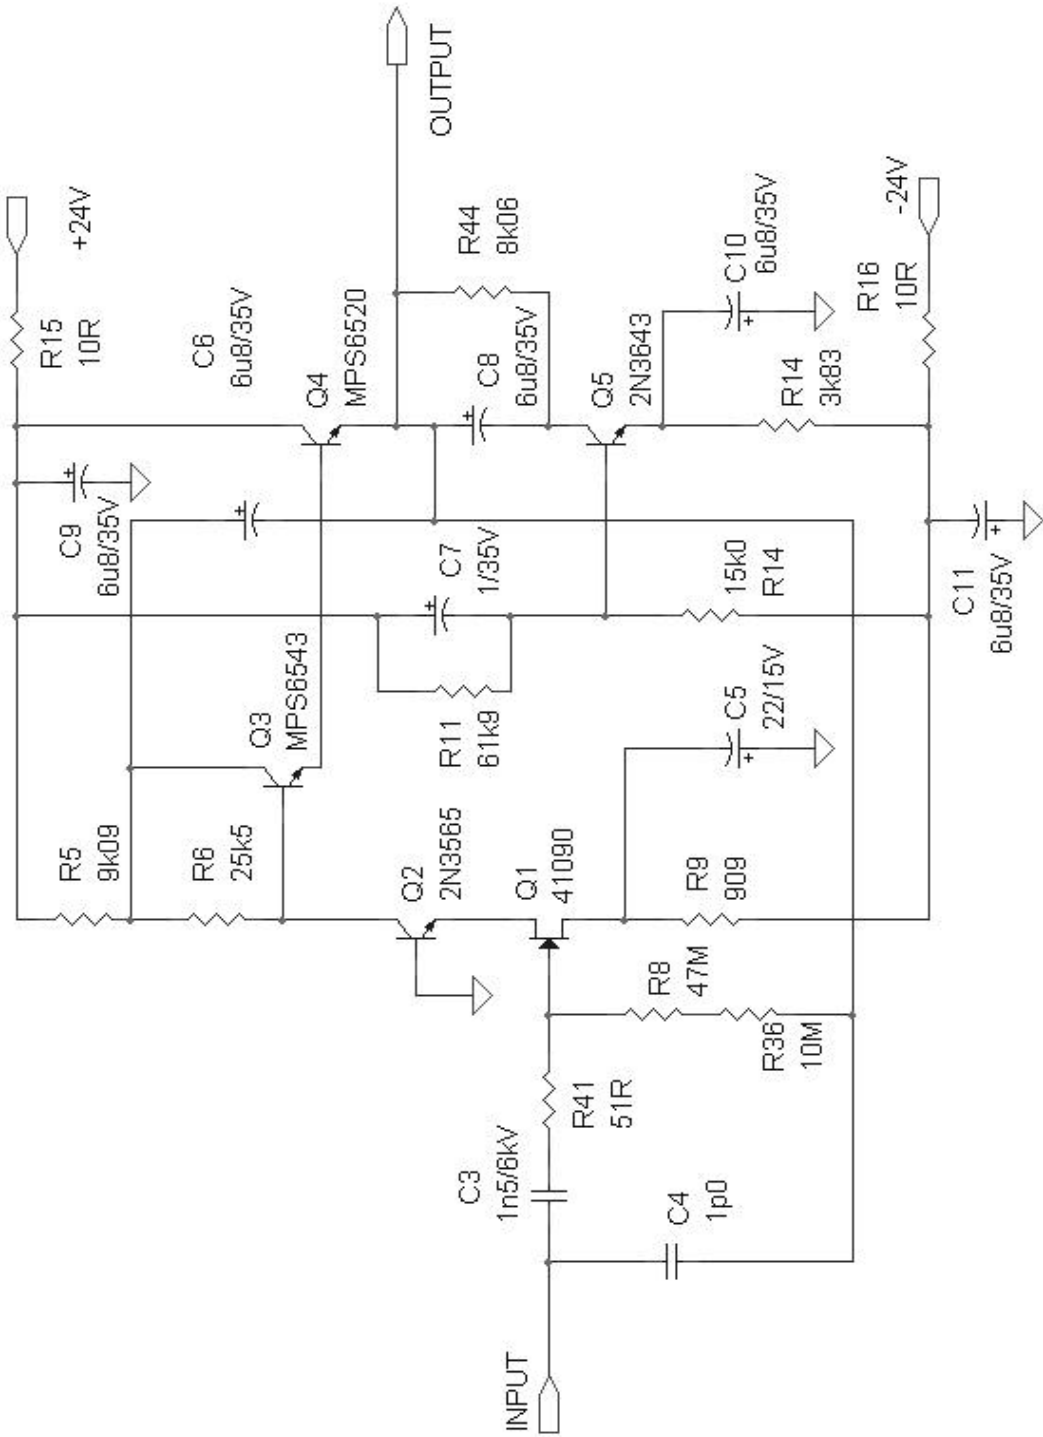 +24V
R15
10R
C6
6u8/35V
Q4
MPS6520
OUTPUT
R44
8k06
C8
6u8/35V
C9
6u8/35V
C7
1/35V
Q5
2N3643
C10
6u8/35V
R14
3k83
R16
10R
-24V
Q3
MPS6543
R11
61k9
15k0
R14
C11
6u8/35V
R5
9k09
R6
25k5
Q2
2N3565
Q1
41090
C5
22/15V
R9
909
R8
47M
R36
10M
R41
51R
C3
1n5/6kV
C4
1p0
INPUT
+
+
+
+
+
+
+